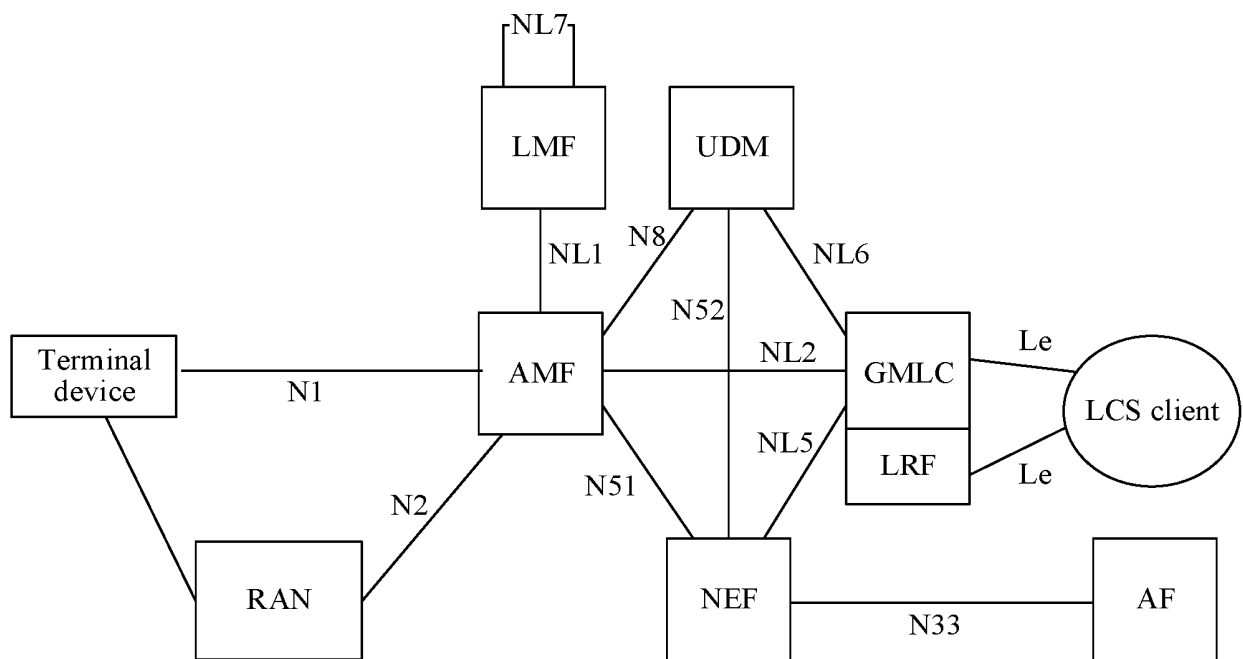 NL7
LMF
UDM
N8
NL1
NL6
N52
Terminal
device
N1
AMF
NL2
GMLC
Le
LCS client
NL5
LRF
Le
N51
N2
RAN
NEF
N33
AF